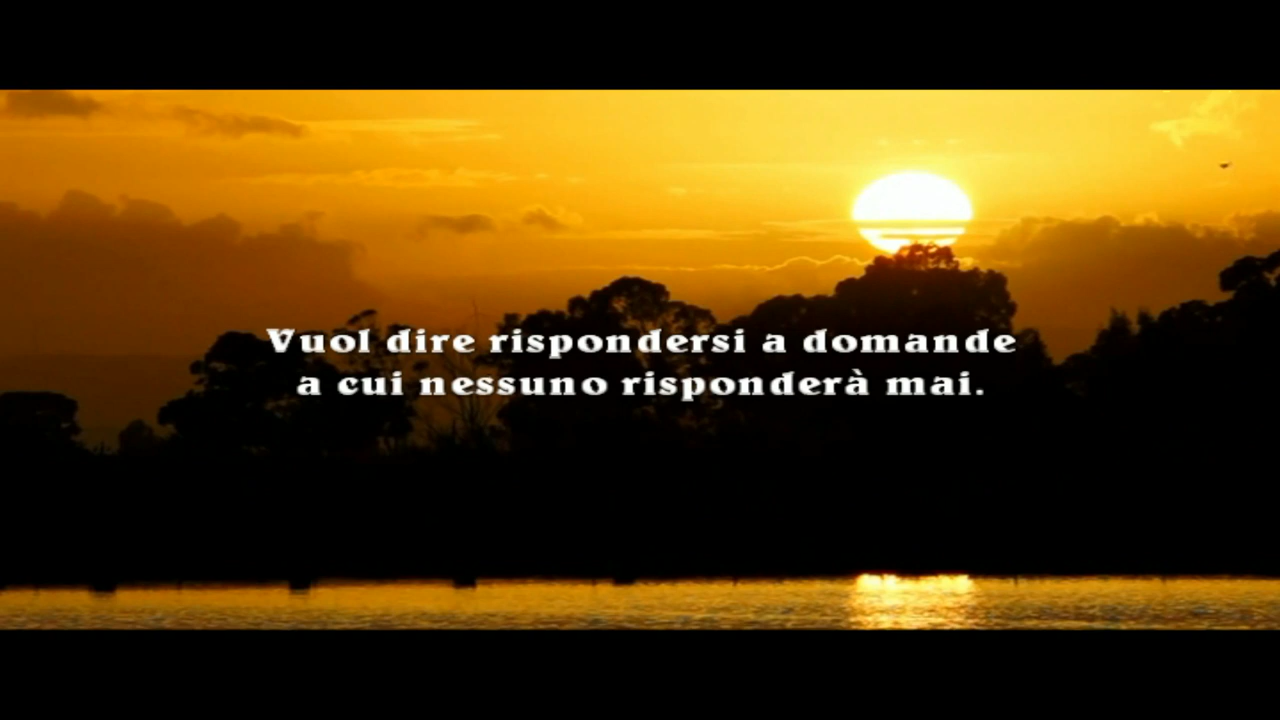 Vuol dire rispondersi a domande
a cui nessuno risponderà mai.